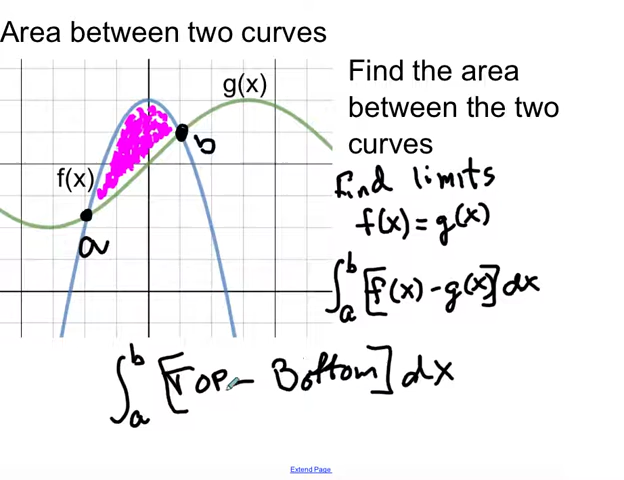 Area between two curves
g(x)
Find the area
between the two
curves
b
f(x)
a
Find limits
f(x) = g(x)
∫ₐᵇ [f(x) - g(x)] dx
∫ₐᵇ [Top - Bottom] dx
Extend Page